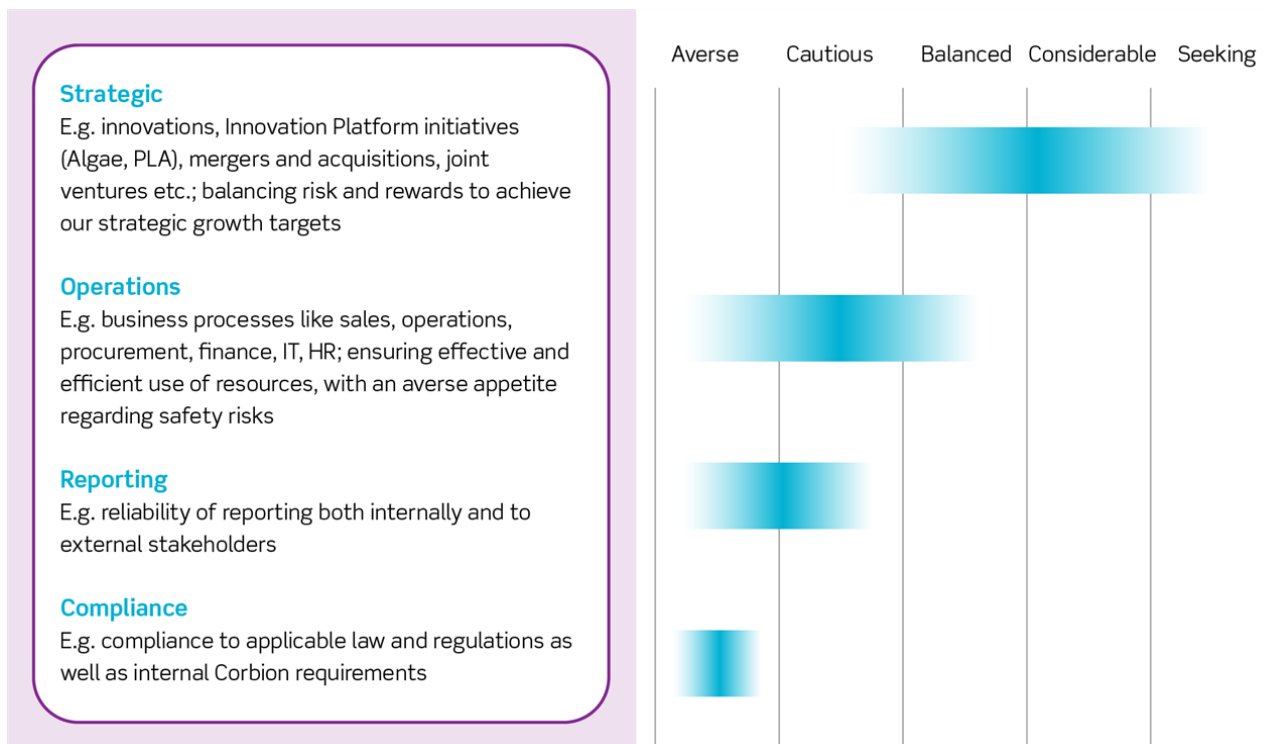 Strategic
E.g. innovations, Innovation Platform initiatives
(Algae, PLA), mergers and acquisitions, joint
ventures etc.; balancing risk and rewards to achieve
our strategic growth targets
Operations
E.g. business processes like sales, operations,
procurement, finance, IT, HR; ensuring effective and
efficient use of resources, with an averse appetite
regarding safety risks
Reporting
E.g. reliability of reporting both internally and to
external stakeholders
Compliance
E.g. compliance to applicable law and regulations as
well as internal Corbion requirements
Averse Cautious Balanced Considerable Seeking